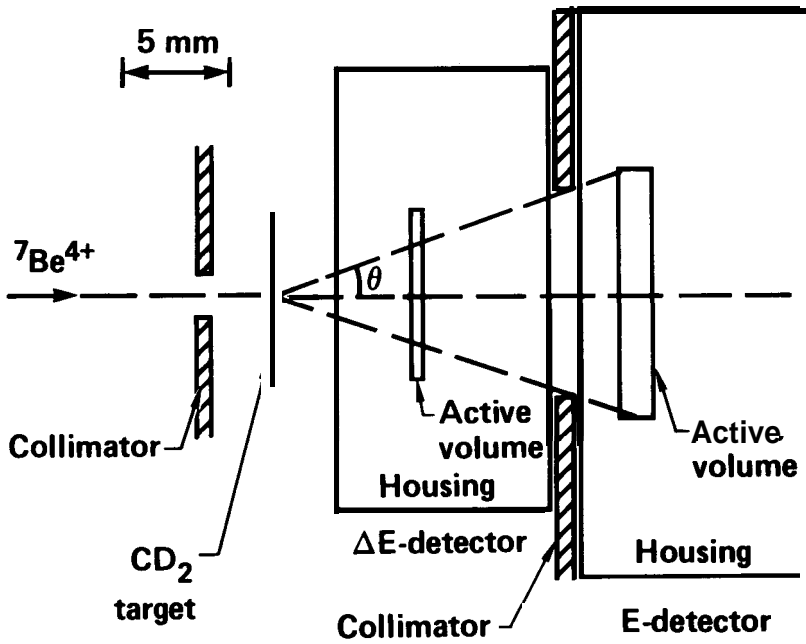 5 mm
⁷Be⁴⁺
θ
Collimator
Active
volume
Active
volume
Housing
ΔE-detector
CD₂
target
Housing
Collimator
E-detector